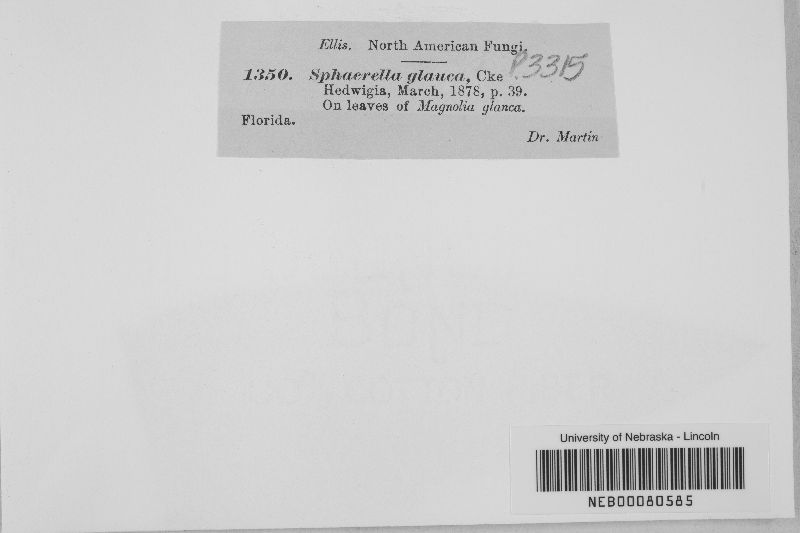 Ellis. North American Fungi.
P3315
1350. Sphaerella glauca, Cke
Hedwigia, March, 1878, p. 39.
On leaves of Magnolia glauca.
Florida.
Dr. Martin
University of Nebraska - Lincoln
NEB00080585